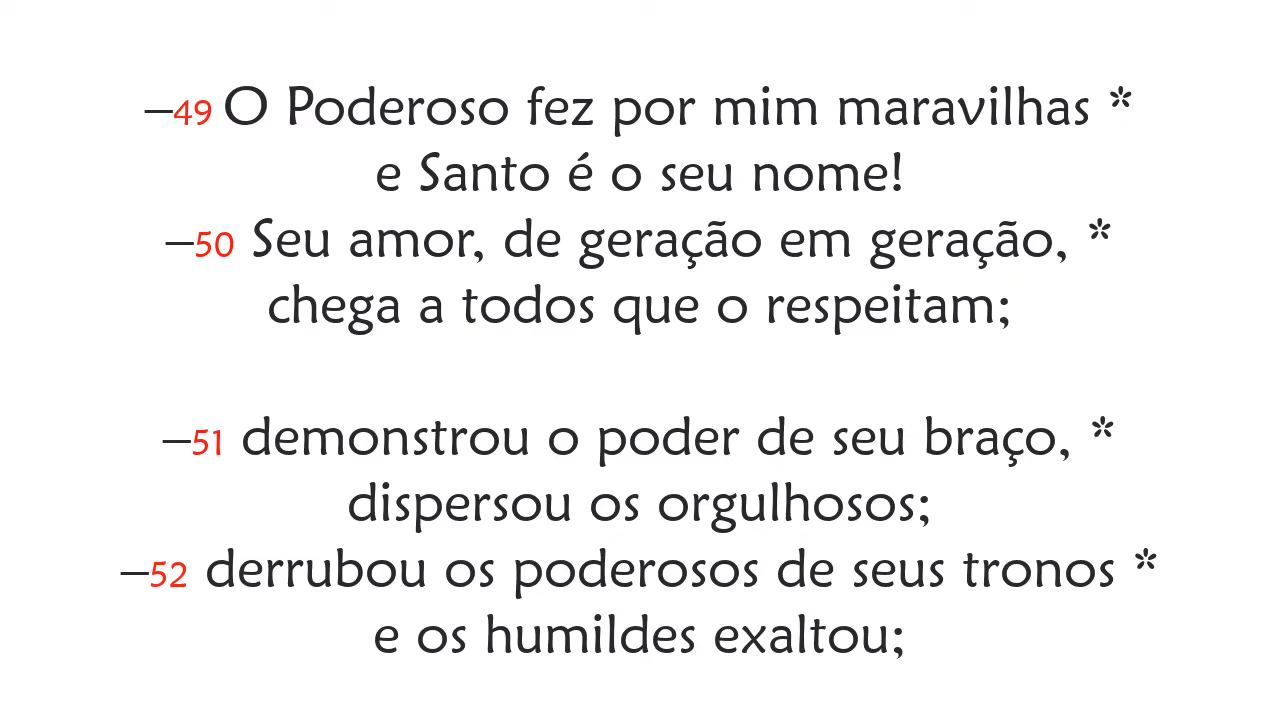 –49 O Poderoso fez por mim maravilhas *
e Santo é o seu nome!
–50 Seu amor, de geração em geração, *
chega a todos que o respeitam;
–51 demonstrou o poder de seu braço, *
dispersou os orgulhosos;
–52 derrubou os poderosos de seus tronos *
e os humildes exaltou;